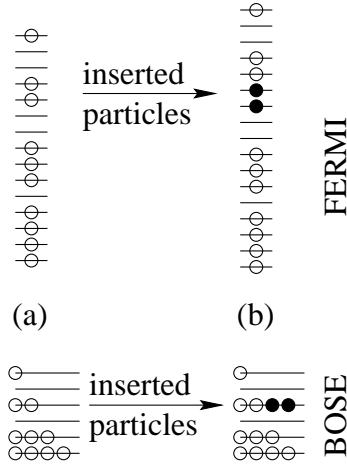 inserted
particles
FERMI
(a)
(b)
inserted
particles
BOSE